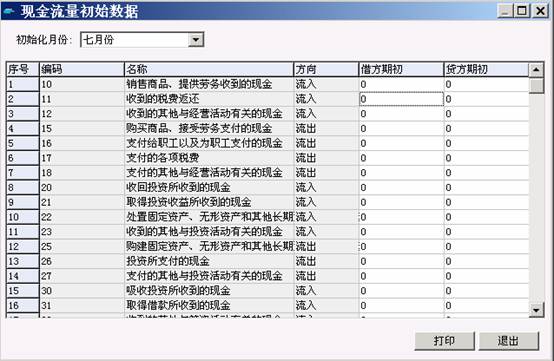 现金流量初始数据
初始化月份: 七月份
序号 编码 名称 方向 借方期初 贷方期初
1 10 销售商品、提供劳务收到的现金 流入 0 0
2 11 收到的税费返还 流入 0 0
3 12 收到的其他与经营活动有关的现金 流入 0 0
4 15 购买商品、接受劳务支付的现金 流出 0 0
5 16 支付给职工以及为职工支付的现金 流出 0 0
6 17 支付的各项税费 流出 0 0
7 18 支付的其他与经营活动有关的现金 流出 0 0
8 20 收回投资所收到的现金 流入 0 0
9 21 取得投资收益所收到的现金 流入 0 0
10 22 处置固定资产、无形资产和其他长期 流入 0 0
11 23 收到的其他与投资活动有关的现金 流入 0 0
12 25 购建固定资产、无形资产和其他长期 流出 0 0
13 26 投资所支付的现金 流出 0 0
14 27 支付的其他与投资活动有关的现金 流出 0 0
15 30 吸收投资所收到的现金 流入 0 0
16 31 取得借款所收到的现金 流入 0 0
打印 退出